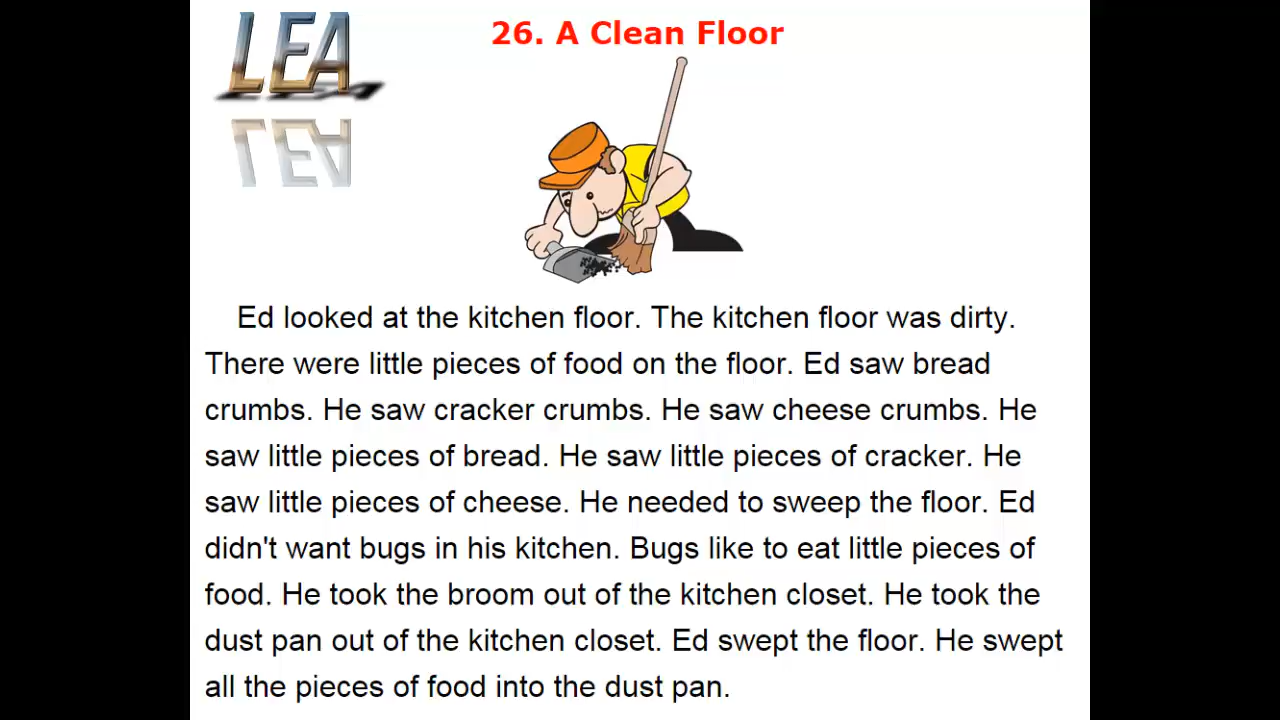 LEA
26. A Clean Floor
Ed looked at the kitchen floor. The kitchen floor was dirty.
There were little pieces of food on the floor. Ed saw bread
crumbs. He saw cracker crumbs. He saw cheese crumbs. He
saw little pieces of bread. He saw little pieces of cracker. He
saw little pieces of cheese. He needed to sweep the floor. Ed
didn't want bugs in his kitchen. Bugs like to eat little pieces of
food. He took the broom out of the kitchen closet. He took the
dust pan out of the kitchen closet. Ed swept the floor. He swept
all the pieces of food into the dust pan.